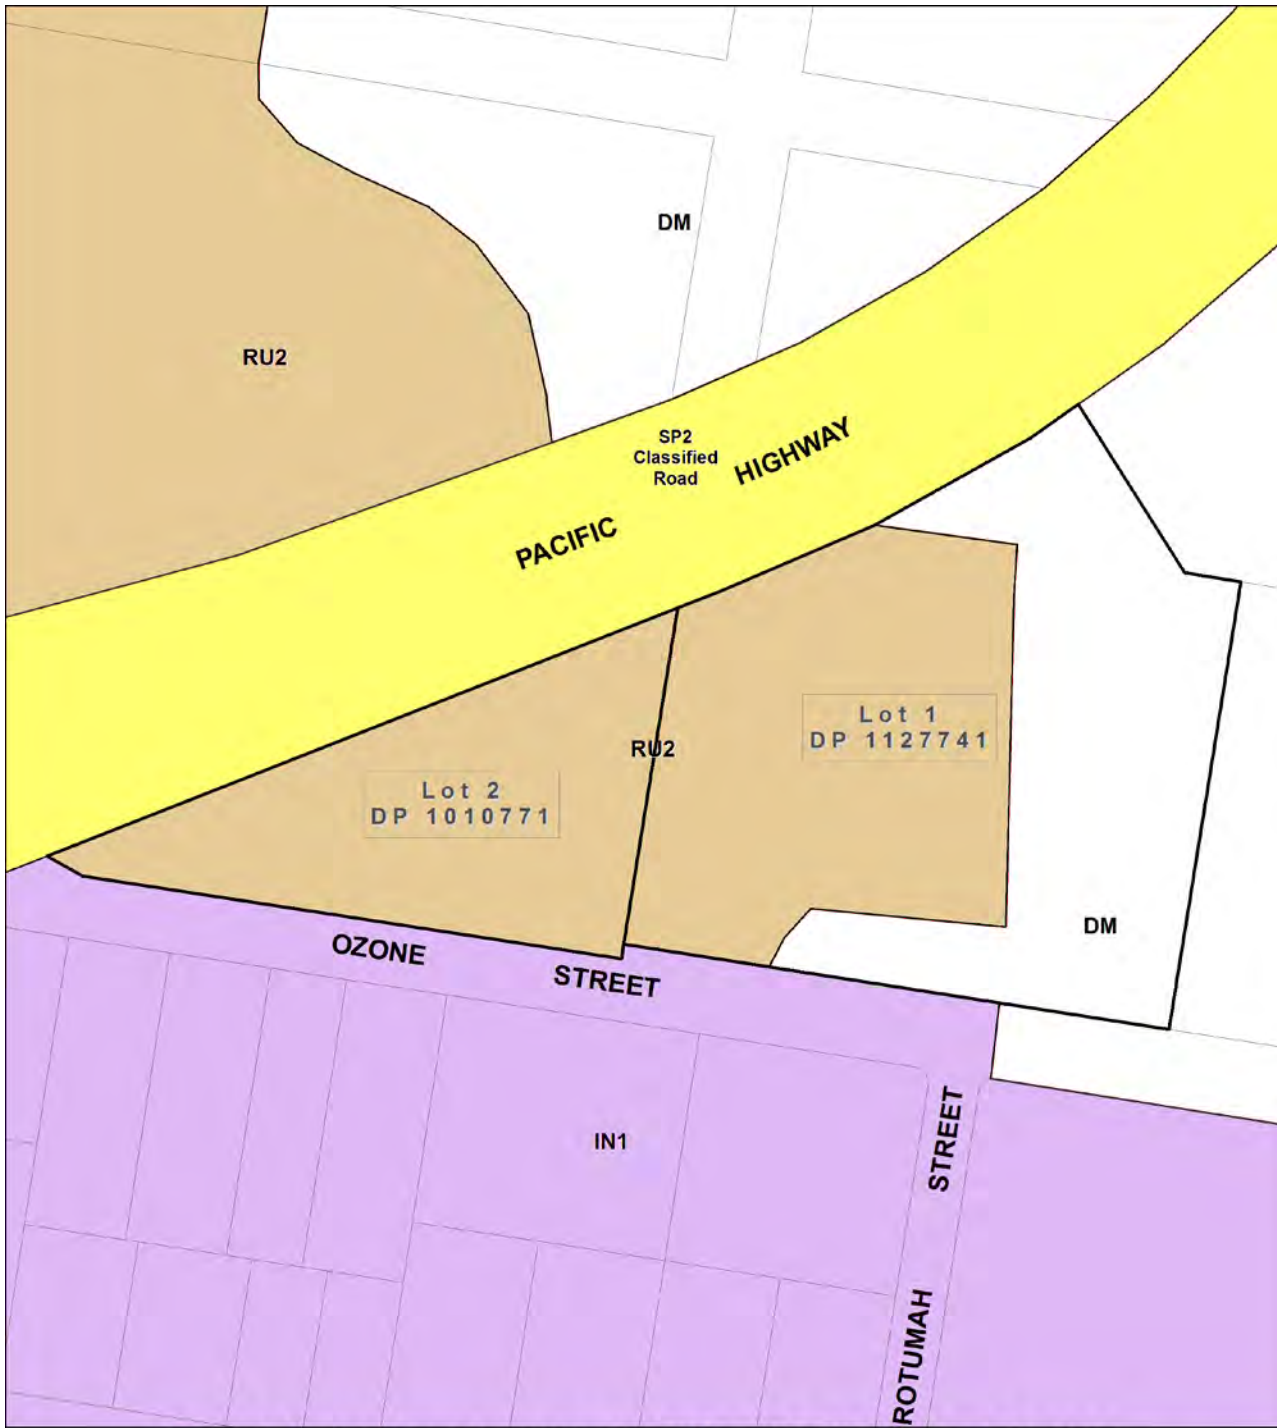 DM
RU2
SP2
Classified
Road
PACIFIC HIGHWAY
Lot 1
DP 1127741
RU2
Lot 2
DP 1010771
DM
OZONE STREET
IN1
ROTUMAH STREET